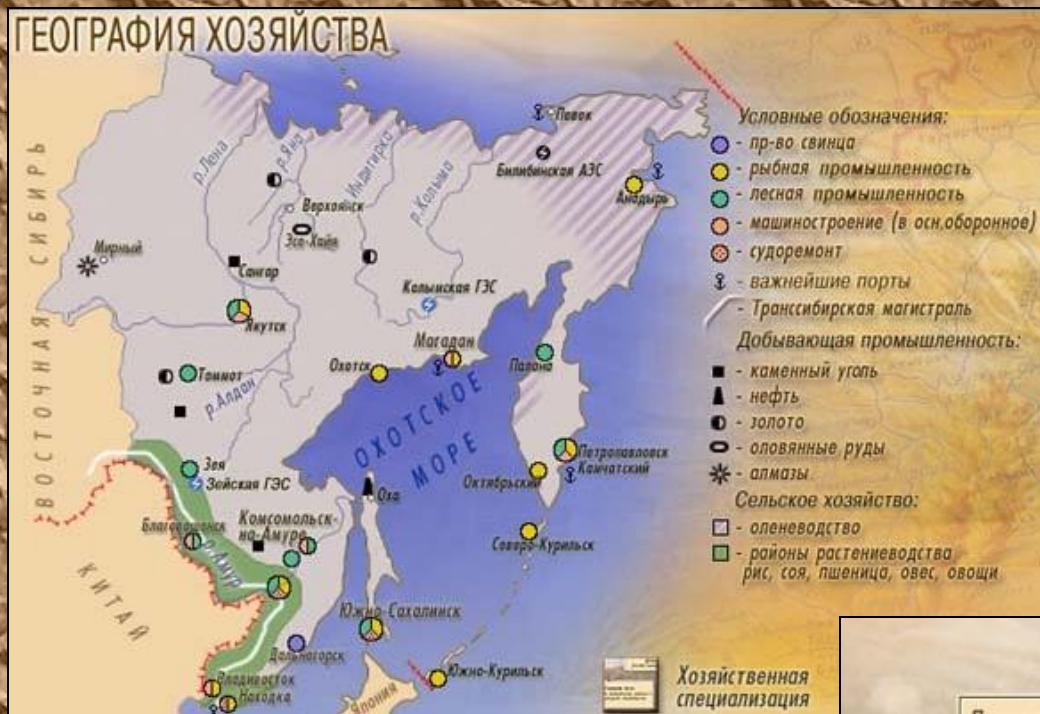 ГЕОГРАФИЯ ХОЗЯЙСТВА
Условные обозначения:
- пр-во свинца
- рыбная промышленность
- лесная промышленность
- машиностроение (в осн.оборонное)
- судоремонт
- важнейшие порты
- Транссибирская магистраль
Добывающая промышленность:
- каменный уголь
- нефть
- золото
- оловянные руды
- алмазы
Сельское хозяйство:
- оленеводство
- районы растениеводства
рис, соя, пшеница, овес, овощи
Хозяйственная
специализация
ВОСТОЧНАЯ СИБИРЬ
КИТАЙ
ОХОТСКОЕ
МОРЕ
Япония
р.Лена
р.Яна
р.Индигирка
р.Колыма
р.Алдан
р.Амур
Певек
Билибинская АЭС
Анадырь
Верхоянск
Эсе-Хайя
Мирный
Сангар
Колымская ГЭС
Якутск
Магадан
Охотск
Палана
Томмот
Петропавловск
Камчатский
Октябрьский
Зея
Зейская ГЭС
Оха
Северо-Курильск
Благовещенск
Комсомольск-
на-Амуре
Южно-Сахалинск
Дальнегорск
Южно-Курильск
Владивосток
Находка